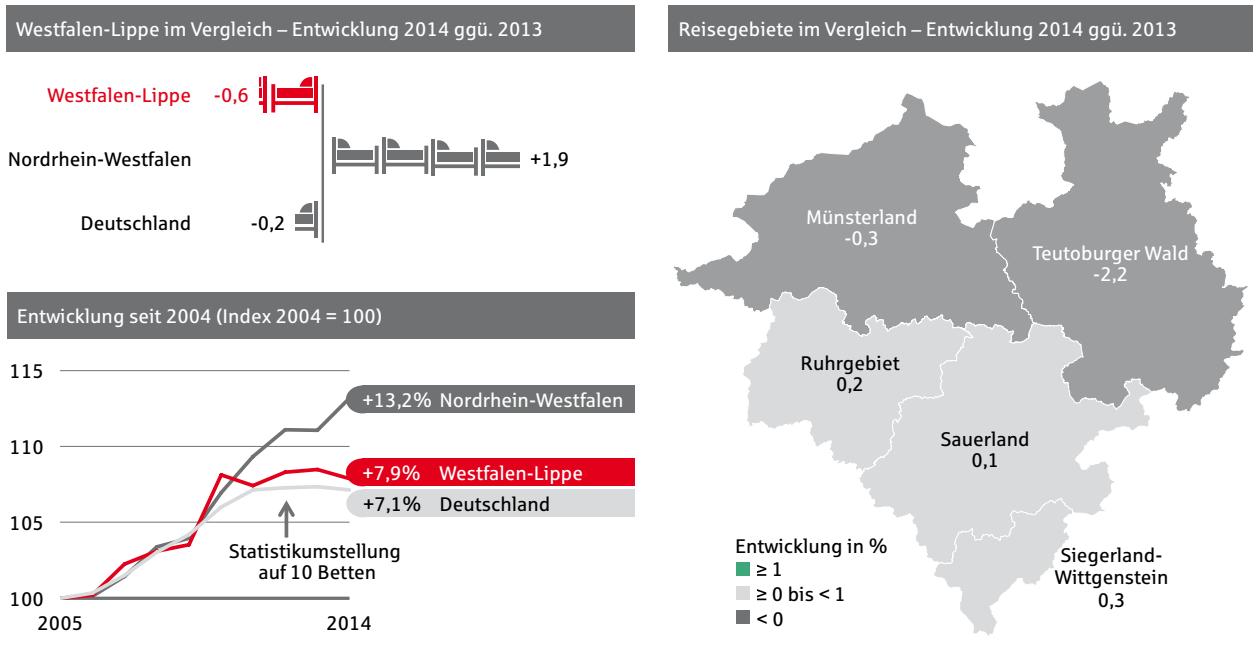 Westfalen-Lippe im Vergleich – Entwicklung 2014 ggü. 2013
Westfalen-Lippe -0,6
Nordrhein-Westfalen +1,9
Deutschland -0,2
Entwicklung seit 2004 (Index 2004 = 100)
115
110
105
100
+13,2% Nordrhein-Westfalen
+7,9% Westfalen-Lippe
+7,1% Deutschland
Statistikumstellung
auf 10 Betten
2005 2014
Reisegebiete im Vergleich – Entwicklung 2014 ggü. 2013
Münsterland
-0,3
Teutoburger Wald
-2,2
Ruhrgebiet
0,2
Sauerland
0,1
Siegerland-
Wittgenstein
0,3
Entwicklung in %
≥ 1
≥ 0 bis < 1
< 0